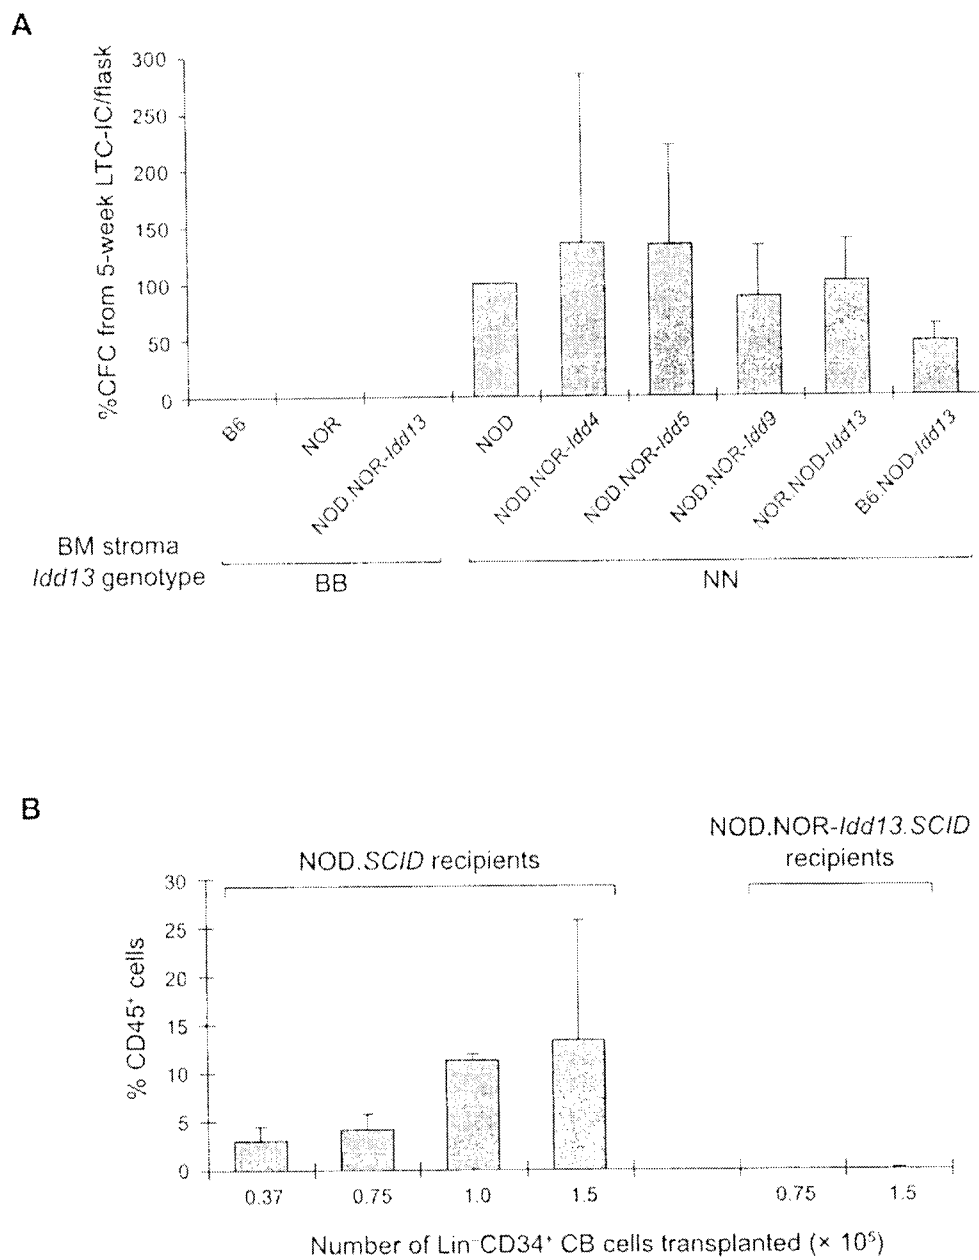 A
%CFC from 5-week LTC-IC/flask
300
250
200
150
100
50
0
B6
NOR
NOD.NOR-Idd13
NOD
NOD.NOR-Idd4
NOD.NOR-Idd5
NOD.NOR-Idd9
NOR.NOD-Idd13
B6.NOD-Idd13
BM stroma
Idd13 genotype
BB
NN
B
NOD.SCID recipients
NOD.NOR-Idd13.SCID
recipients
% CD45⁺ cells
30
25
20
15
10
5
0
0.37 0.75 1.0 1.5 0.75 1.5
Number of Lin⁻CD34⁺ CB cells transplanted (× 10⁵)